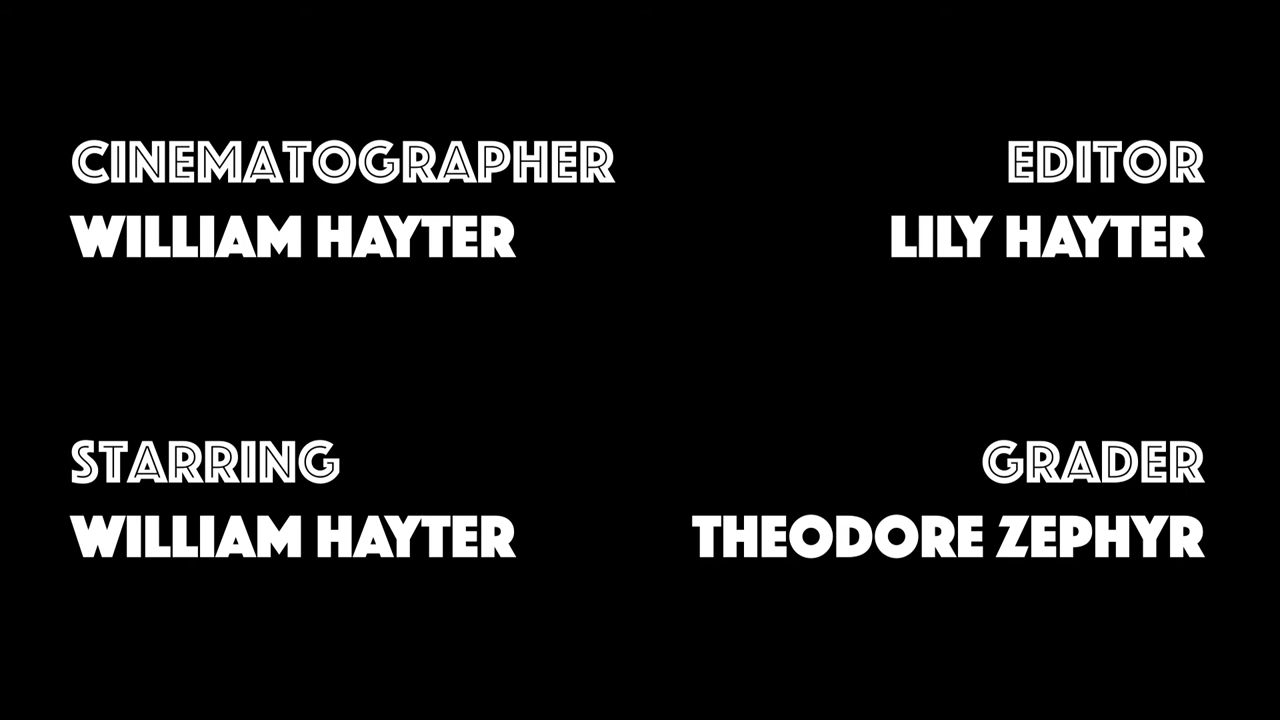 CINEMATOGRAPHER
WILLIAM HAYTER
EDITOR
LILY HAYTER
STARRING
WILLIAM HAYTER
GRADER
THEODORE ZEPHYR